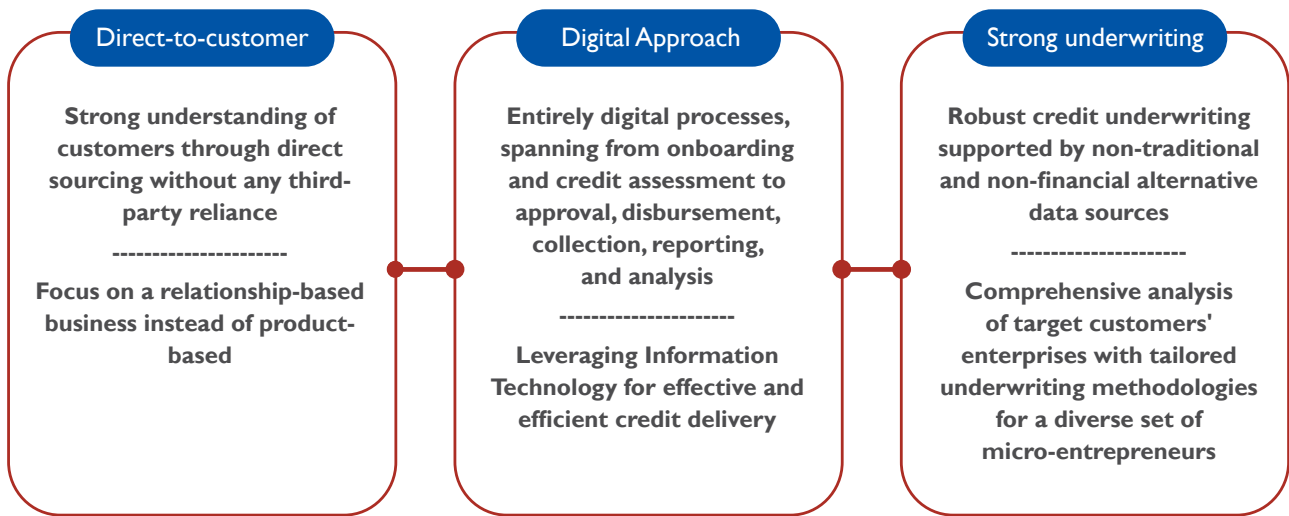 Direct-to-customer
Strong understanding of
customers through direct
sourcing without any third-
party reliance
----------------------
Focus on a relationship-based
business instead of product-
based
Digital Approach
Entirely digital processes,
spanning from onboarding
and credit assessment to
approval, disbursement,
collection, reporting,
and analysis
----------------------
Leveraging Information
Technology for effective and
efficient credit delivery
Strong underwriting
Robust credit underwriting
supported by non-traditional
and non-financial alternative
data sources
----------------------
Comprehensive analysis
of target customers'
enterprises with tailored
underwriting methodologies
for a diverse set of
micro-entrepreneurs